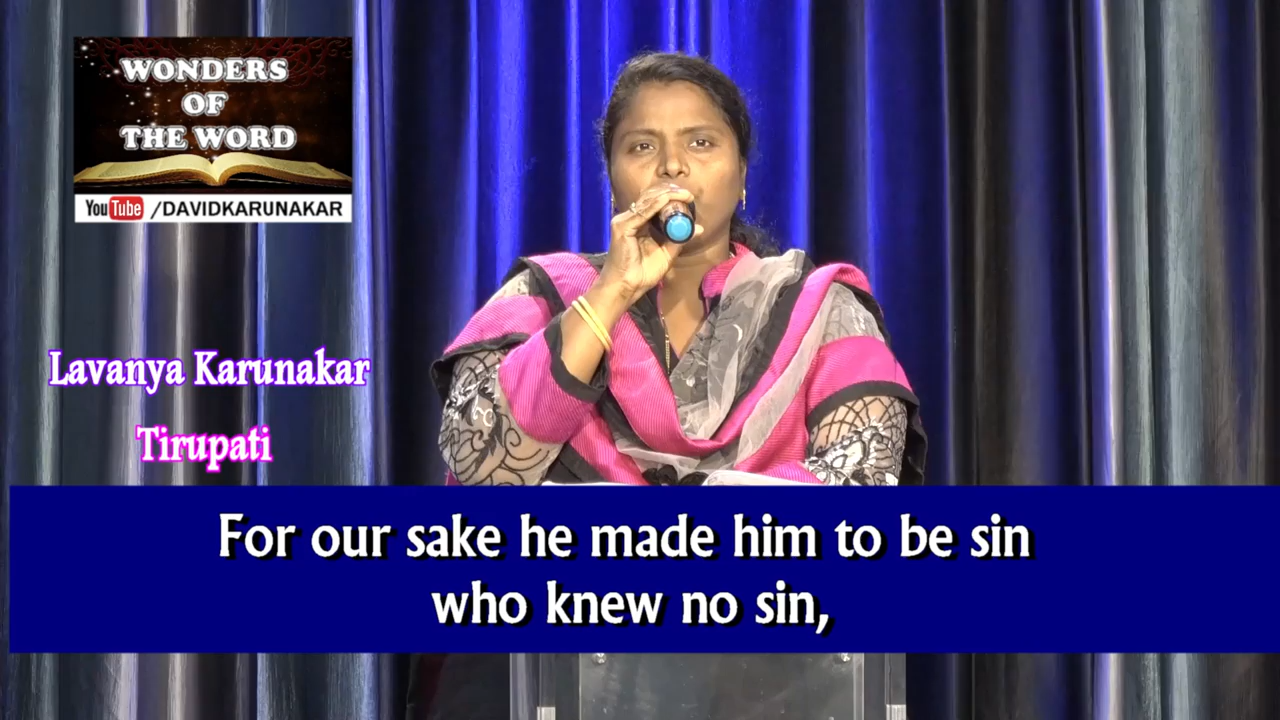 WONDERS
OF
THE WORD
YouTube /DAVIDKARUNAKAR
Lavanya Karunakar
Tirupati
For our sake he made him to be sin
who knew no sin,